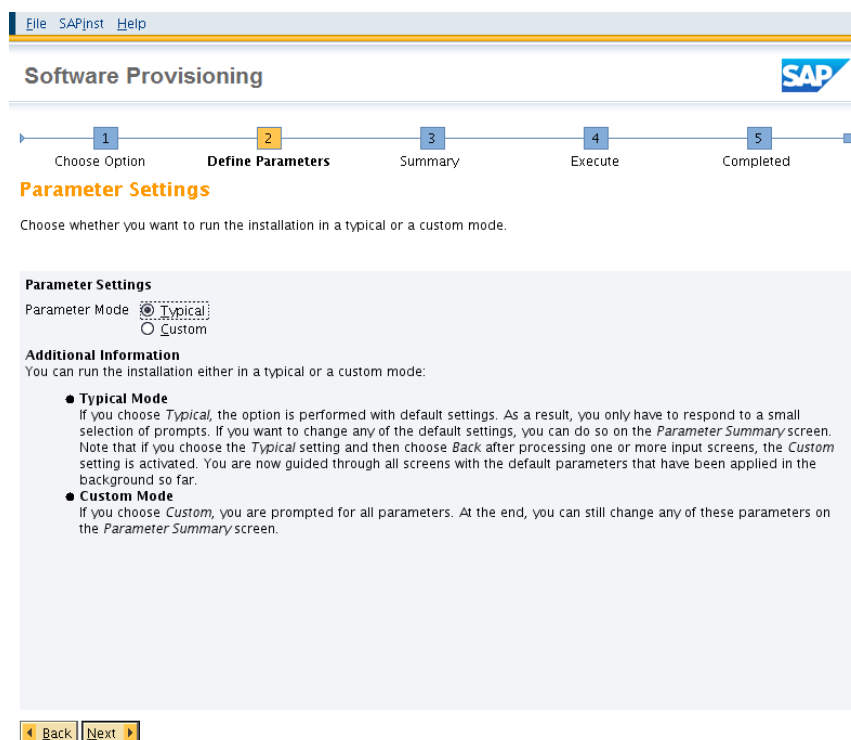 File SAPinst Help
Software Provisioning
SAP
1 2 3 4 5
Choose Option Define Parameters Summary Execute Completed
Parameter Settings
Choose whether you want to run the installation in a typical or a custom mode.
Parameter Settings
Parameter Mode Typical
Custom
Additional Information
You can run the installation either in a typical or a custom mode:
Typical Mode
If you choose Typical, the option is performed with default settings. As a result, you only have to respond to a small
selection of prompts. If you want to change any of the default settings, you can do so on the Parameter Summary screen.
Note that if you choose the Typical setting and then choose Back after processing one or more input screens, the Custom
setting is activated. You are now guided through all screens with the default parameters that have been applied in the
background so far.
Custom Mode
If you choose Custom, you are prompted for all parameters. At the end, you can still change any of these parameters on
the Parameter Summary screen.
Back Next